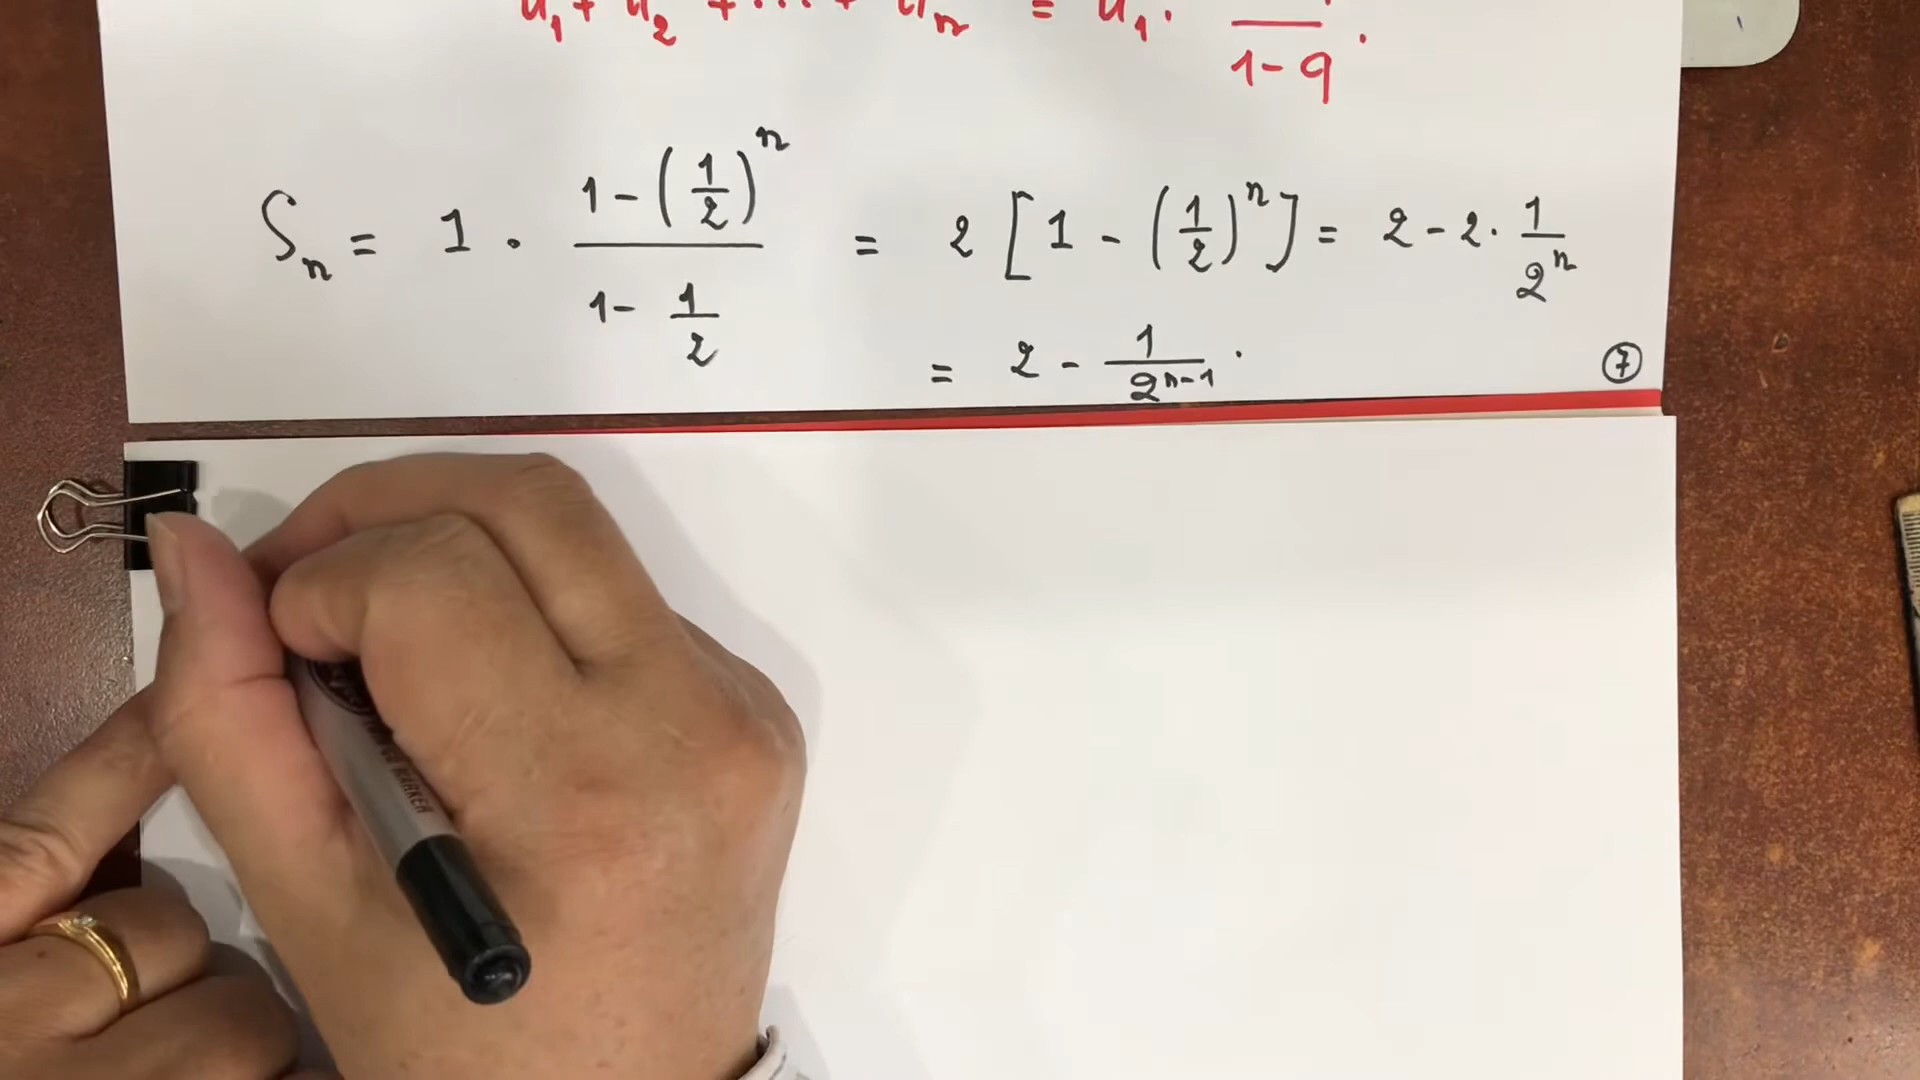 u₁ + u₂ + ... + uₙ = u₁ · ―/(1-q) .
Sₙ = 1 · (1-(1/2)ⁿ)/(1-1/2) = 2 [1 - (1/2)ⁿ] = 2 - 2 · 1/2ⁿ
= 2 - 1/2ⁿ⁻¹ .
⑦
MARKER